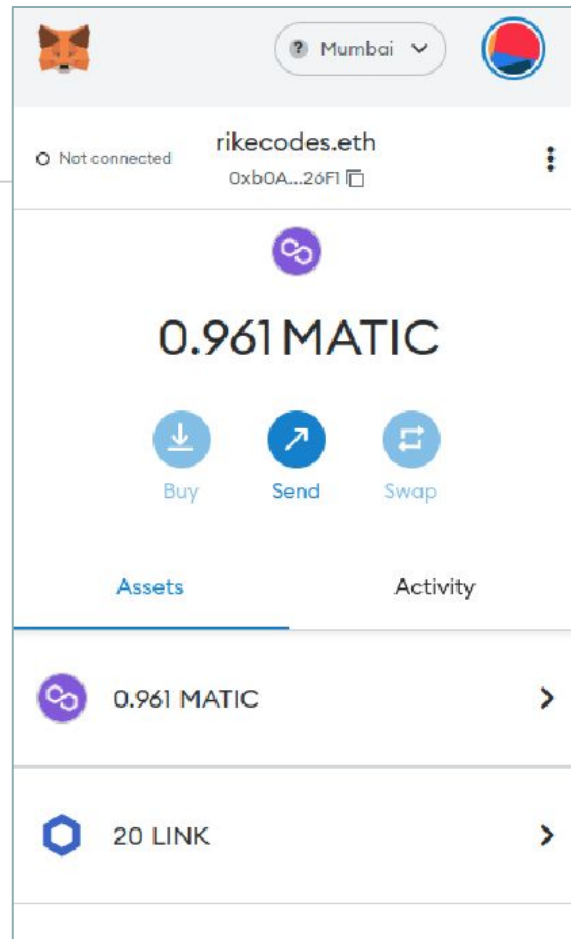 ? Mumbai
Not connected
rikecodes.eth
0xb0A...26F1
0.961 MATIC
Buy
Send
Swap
Assets
Activity
0.961 MATIC
20 LINK